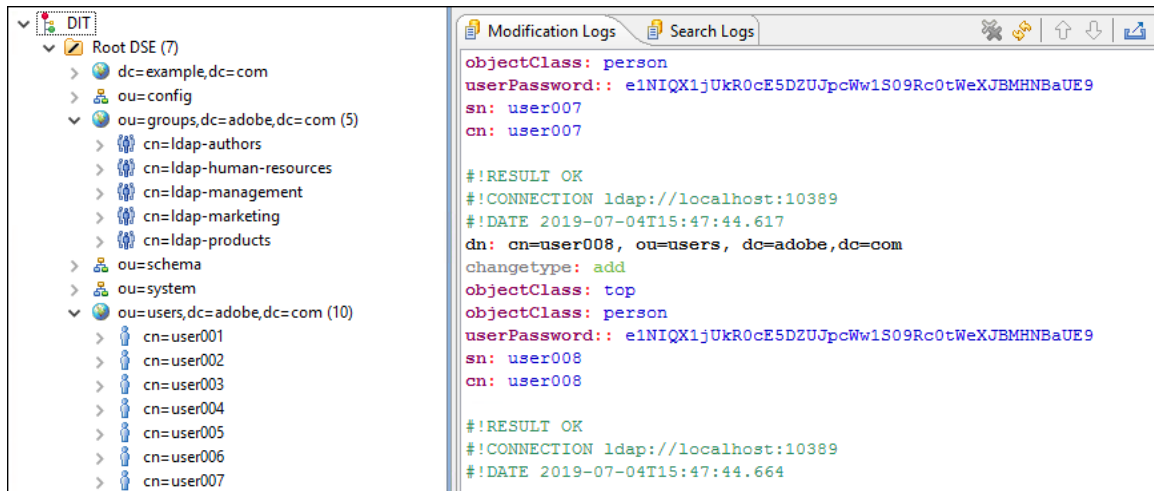 DIT
Root DSE (7)
dc=example,dc=com
ou=config
ou=groups,dc=adobe,dc=com (5)
cn=ldap-authors
cn=ldap-human-resources
cn=ldap-management
cn=ldap-marketing
cn=ldap-products
ou=schema
ou=system
ou=users,dc=adobe,dc=com (10)
cn=user001
cn=user002
cn=user003
cn=user004
cn=user005
cn=user006
cn=user007
Modification Logs
Search Logs
objectClass: person
userPassword:: e1NIQX1jUkR0cE5DZUJpcWw1S09Rc0tWeXJBMHNBaUE9
sn: user007
cn: user007
#!RESULT OK
#!CONNECTION ldap://localhost:10389
#!DATE 2019-07-04T15:47:44.617
dn: cn=user008, ou=users, dc=adobe,dc=com
changetype: add
objectClass: top
objectClass: person
userPassword:: e1NIQX1jUkR0cE5DZUJpcWw1S09Rc0tWeXJBMHNBaUE9
sn: user008
cn: user008
#!RESULT OK
#!CONNECTION ldap://localhost:10389
#!DATE 2019-07-04T15:47:44.664